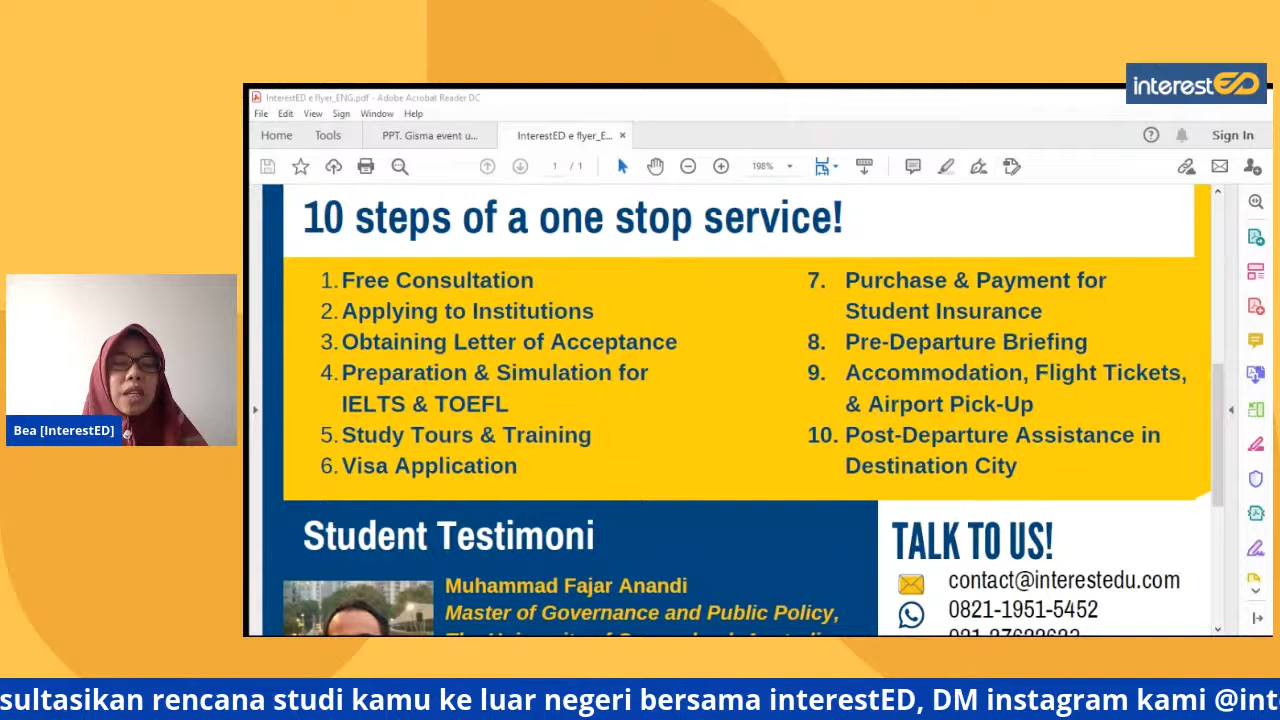 interestED
InterestED e flyer_ENG.pdf - Adobe Acrobat Reader DC
File Edit View Sign Window Help
Home Tools PPT. Gisma event u... InterestED e flyer_E... × Sign In
1 / 1 198%
10 steps of a one stop service!
1. Free Consultation
2. Applying to Institutions
3. Obtaining Letter of Acceptance
4. Preparation & Simulation for
IELTS & TOEFL
5. Study Tours & Training
6. Visa Application
7. Purchase & Payment for
Student Insurance
8. Pre-Departure Briefing
9. Accommodation, Flight Tickets,
& Airport Pick-Up
10. Post-Departure Assistance in
Destination City
Bea [InterestED]
Student Testimoni
Muhammad Fajar Anandi
Master of Governance and Public Policy,
TALK TO US!
contact@interestedu.com
0821-1951-5452
sultasikan rencana studi kamu ke luar negeri bersama interestED, DM instagram kami @int